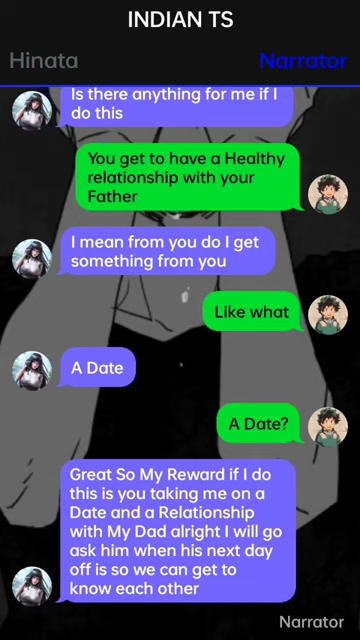 INDIAN TS
Hinata
Narrator
Is there anything for me if I
do this
You get to have a Healthy
relationship with your
Father
I mean from you do I get
something from you
Like what
A Date
A Date?
Great So My Reward if I do
this is you taking me on a
Date and a Relationship
with My Dad alright I will go
ask him when his next day
off is so we can get to
know each other
Narrator